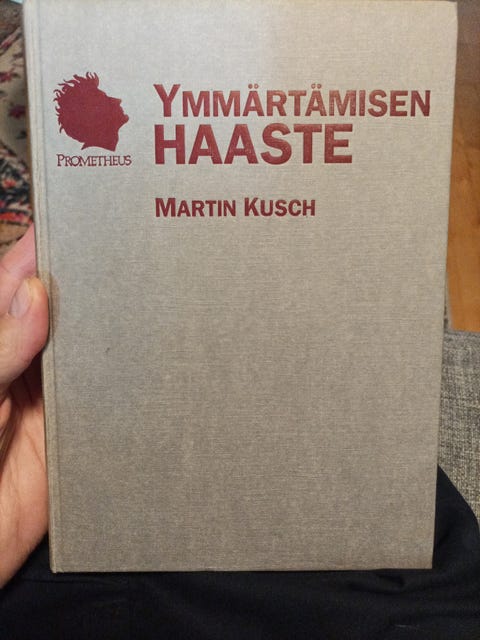 YMMÄRTÄMISEN
HAASTE
PROMETHEUS
MARTIN KUSCH